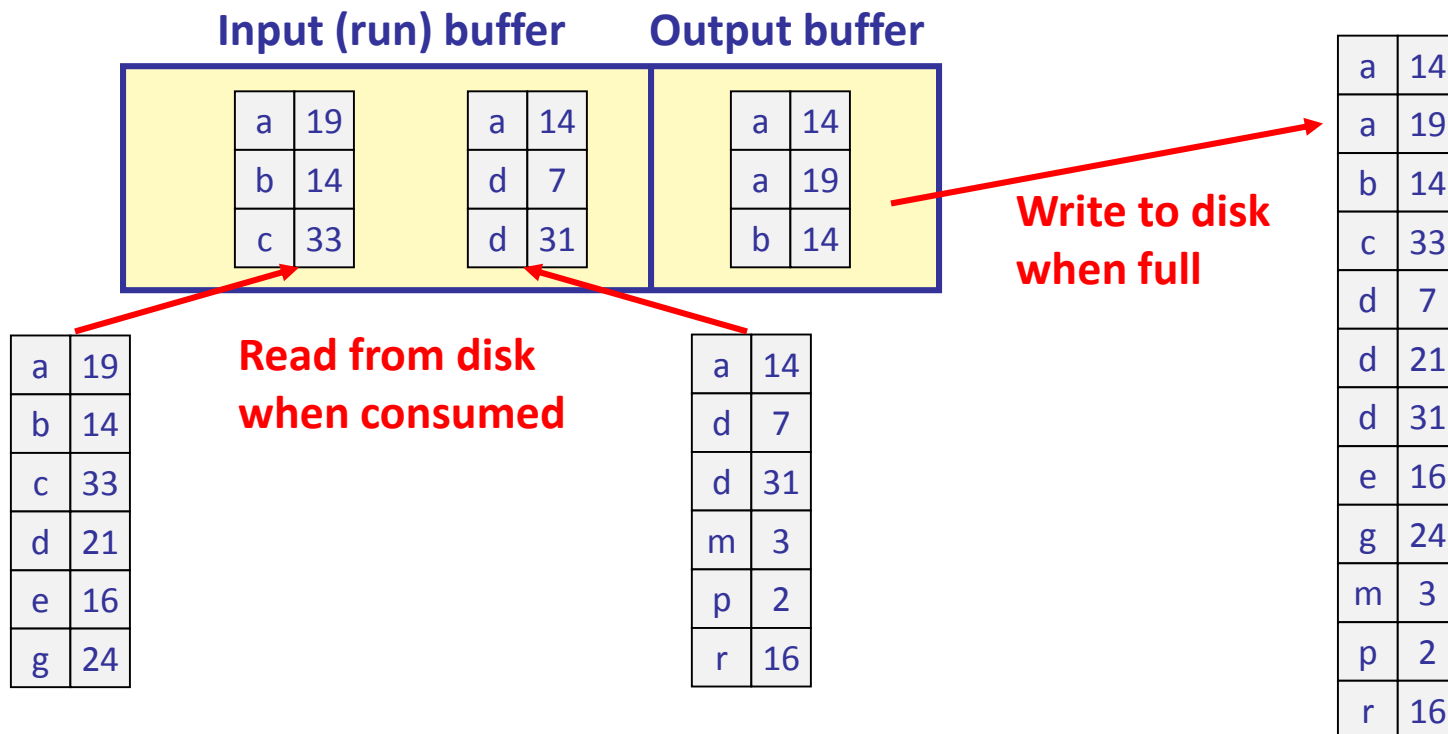 Input (run) buffer
Output buffer
a 19
b 14
c 33
a 14
d 7
d 31
a 14
a 19
b 14
Read from disk
when consumed
Write to disk
when full
a 19
b 14
c 33
d 21
e 16
g 24
a 14
d 7
d 31
m 3
p 2
r 16
a 14
a 19
b 14
c 33
d 7
d 21
d 31
e 16
g 24
m 3
p 2
r 16